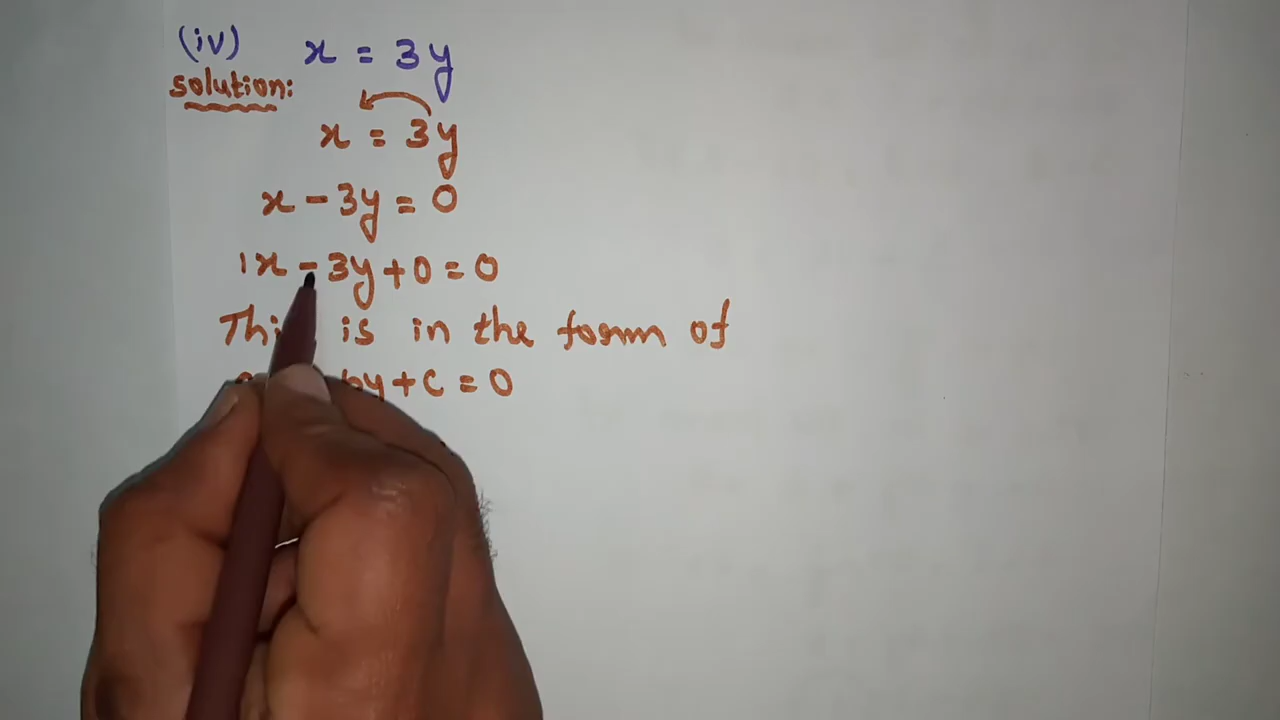 (iv) x = 3y
solution:
x = 3y
x - 3y = 0
1x - 3y + 0 = 0
is in the form of
by + c = 0